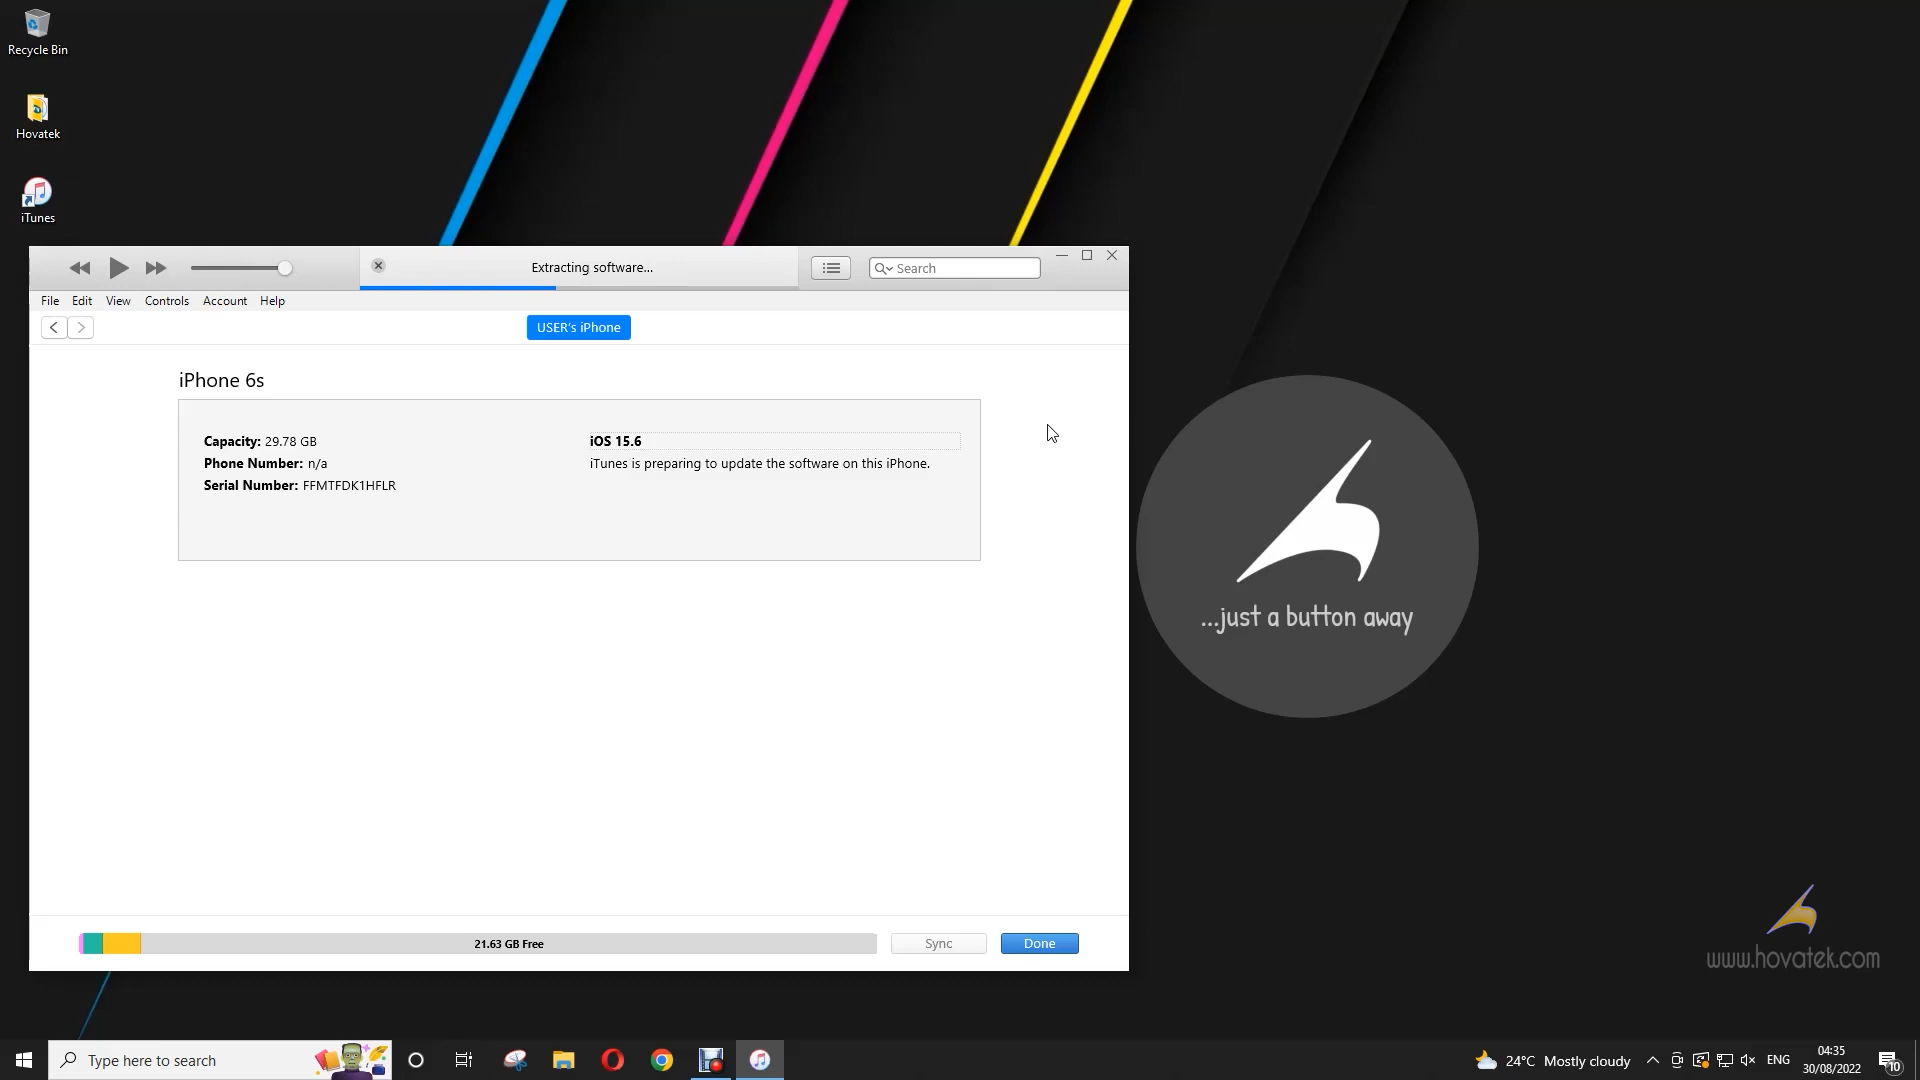 Recycle Bin
Hovatek
iTunes
Extracting software...
Search
File Edit View Controls Account Help
USER's iPhone
iPhone 6s
Capacity: 29.78 GB
Phone Number: n/a
Serial Number: FFMTFDK1HFLR
iOS 15.6
iTunes is preparing to update the software on this iPhone.
...just a button away
21.63 GB Free
Sync
Done
www.hovatek.com
Type here to search
24°C Mostly cloudy
ENG
04:35
30/08/2022
10